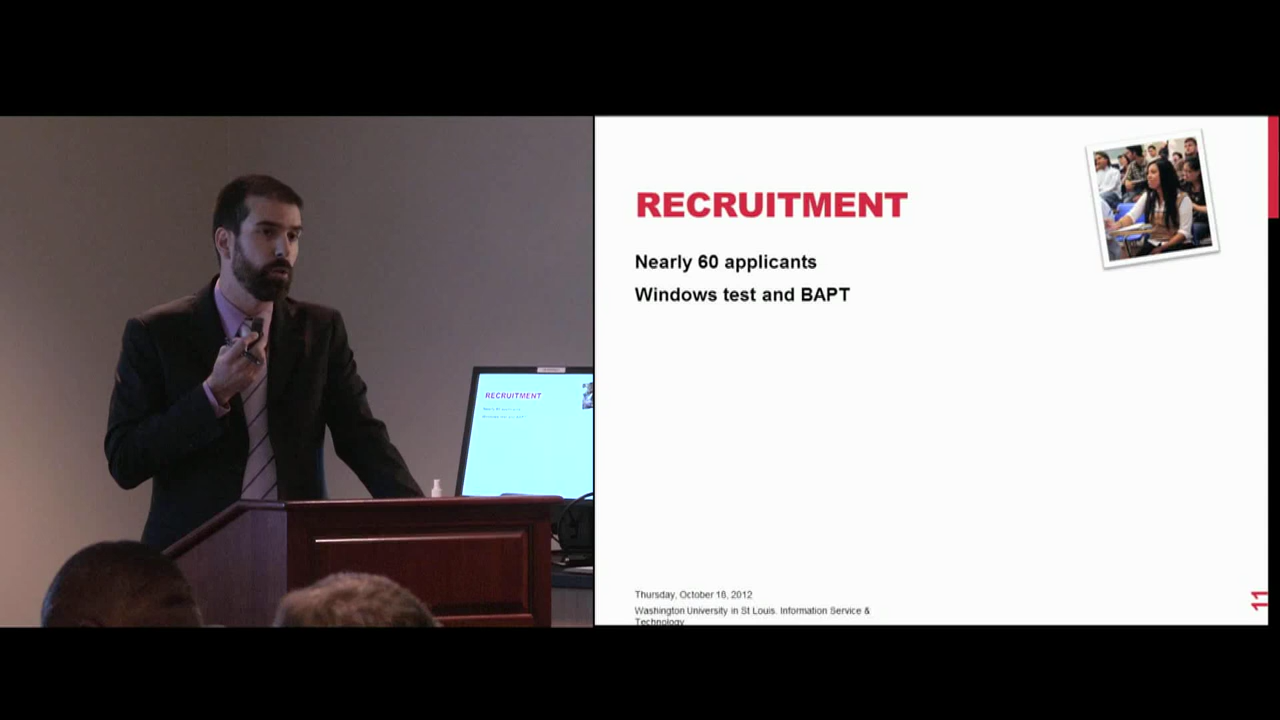 RECRUITMENT
Nearly 60 applicants
Windows test and BAPT
Thursday, October 18, 2012
Washington University in St Louis. Information Service &
Technology
11
RECRUITMENT